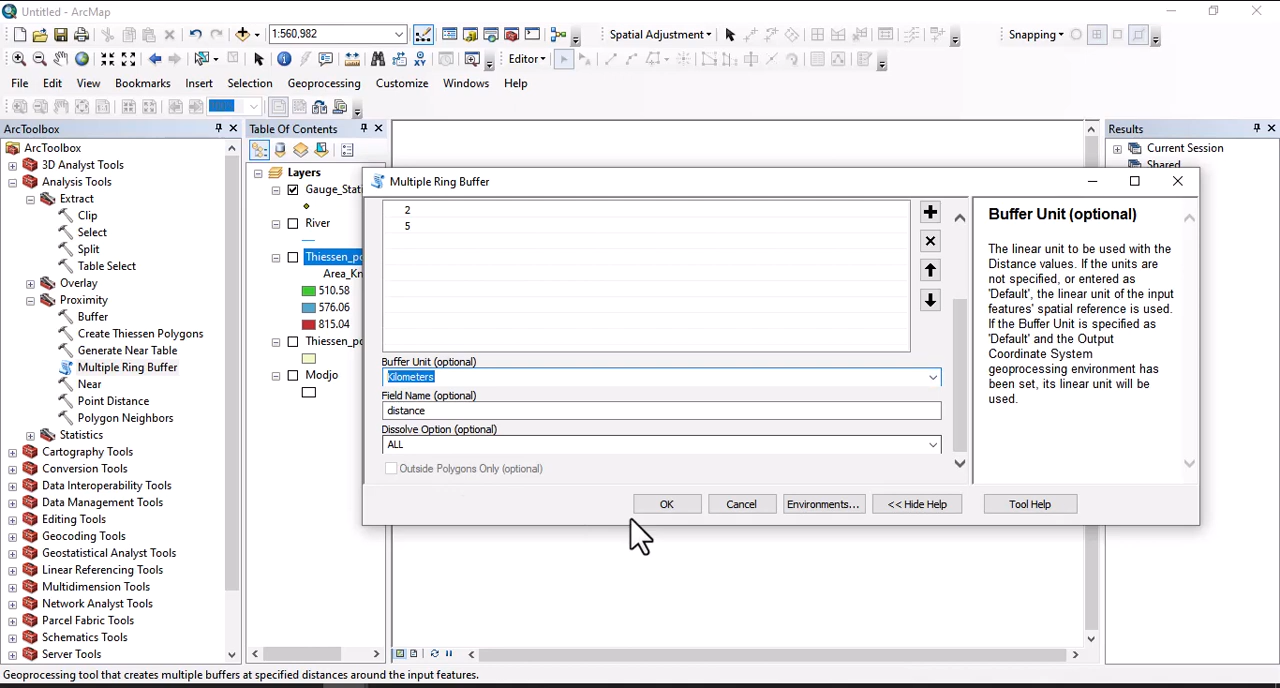 Untitled - ArcMap
1:560,982
Spatial Adjustment
Snapping
Editor
File Edit View Bookmarks Insert Selection Geoprocessing Customize Windows Help
ArcToolbox
Table Of Contents
Results
ArcToolbox
3D Analyst Tools
Analysis Tools
Extract
Clip
Select
Split
Table Select
Overlay
Proximity
Buffer
Create Thiessen Polygons
Generate Near Table
Multiple Ring Buffer
Near
Point Distance
Polygon Neighbors
Statistics
Cartography Tools
Conversion Tools
Data Interoperability Tools
Data Management Tools
Editing Tools
Geocoding Tools
Geostatistical Analyst Tools
Linear Referencing Tools
Multidimension Tools
Network Analyst Tools
Parcel Fabric Tools
Schematics Tools
Server Tools
Layers
Gauge_Stati
River
Thiessen_po
Area_Kn
510.58
576.06
815.04
Thiessen_po
Modjo
Current Session
Shared
Multiple Ring Buffer
2
5
Buffer Unit (optional)
Kilometers
Field Name (optional)
distance
Dissolve Option (optional)
ALL
Outside Polygons Only (optional)
OK Cancel Environments... << Hide Help Tool Help
Buffer Unit (optional)
The linear unit to be used with the
Distance values. If the units are
not specified, or entered as
'Default', the linear unit of the input
features' spatial reference is used.
If the Buffer Unit is specified as
'Default' and the Output
Coordinate System
geoprocessing environment has
been set, its linear unit will be
used.
Geoprocessing tool that creates multiple buffers at specified distances around the input features.